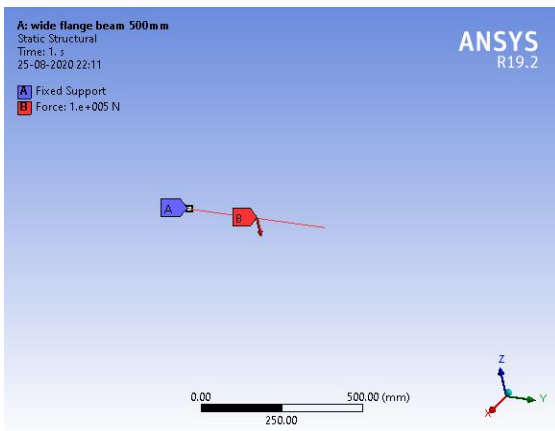 A: wide flange beam 500mm
Static Structural
Time: 1. s
25-08-2020 22:11
A Fixed Support
B Force: 1.e+005 N
ANSYS
R19.2
A
B
0.00 500.00 (mm)
250.00
Z
Y
X